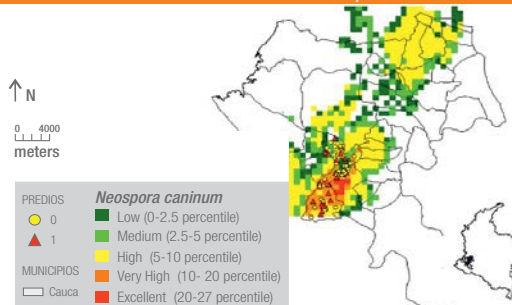 N
0 4000
meters
PREDIOS
0
1
MUNICIPIOS
Cauca
Neospora caninum
Low (0-2.5 percentile)
Medium (2.5-5 percentile)
High (5-10 percentile)
Very High (10- 20 percentile)
Excellent (20-27 percentile)